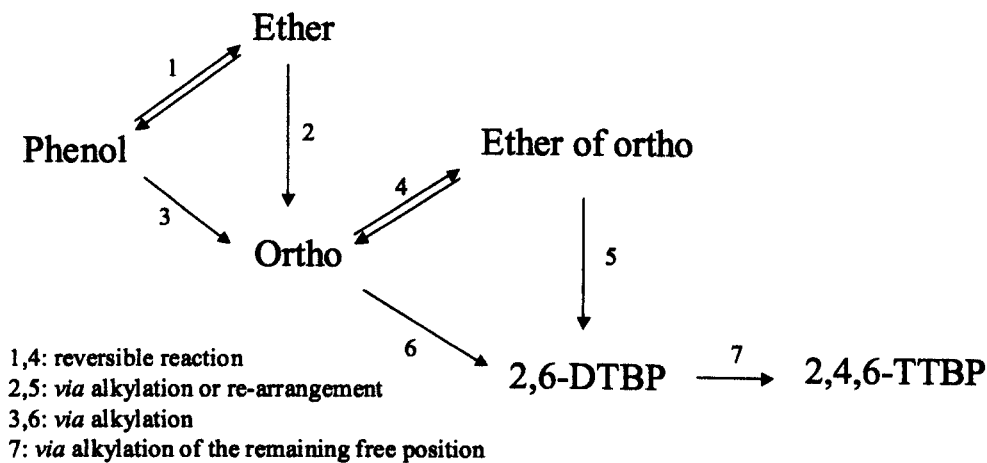 Ether
1
2
Phenol
Ether of ortho
4
3
Ortho
5
6
7
2,6-DTBP
2,4,6-TTBP
1,4: reversible reaction
2,5: via alkylation or re-arrangement
3,6: via alkylation
7: via alkylation of the remaining free position